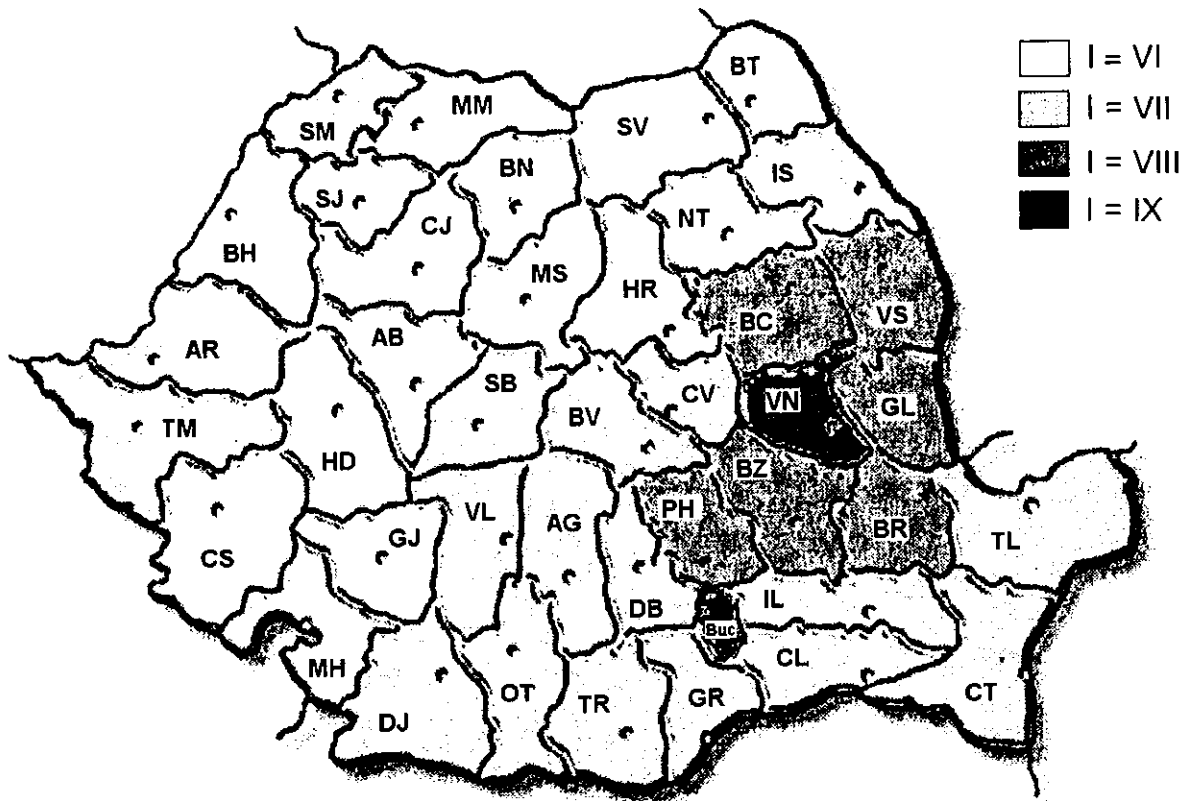 BT
I = VI
I = VII
I = VIII
I = IX
MM
SM
SV
BN
IS
SJ
CJ
NT
BH
MS
HR
BC
VS
AR
AB
SB
CV
VN
GL
TM
BV
HD
BZ
PH
VL
AG
BR
TL
CS
GJ
DB
IL
Buc
MH
CL
OT
TR
GR
CT
DJ